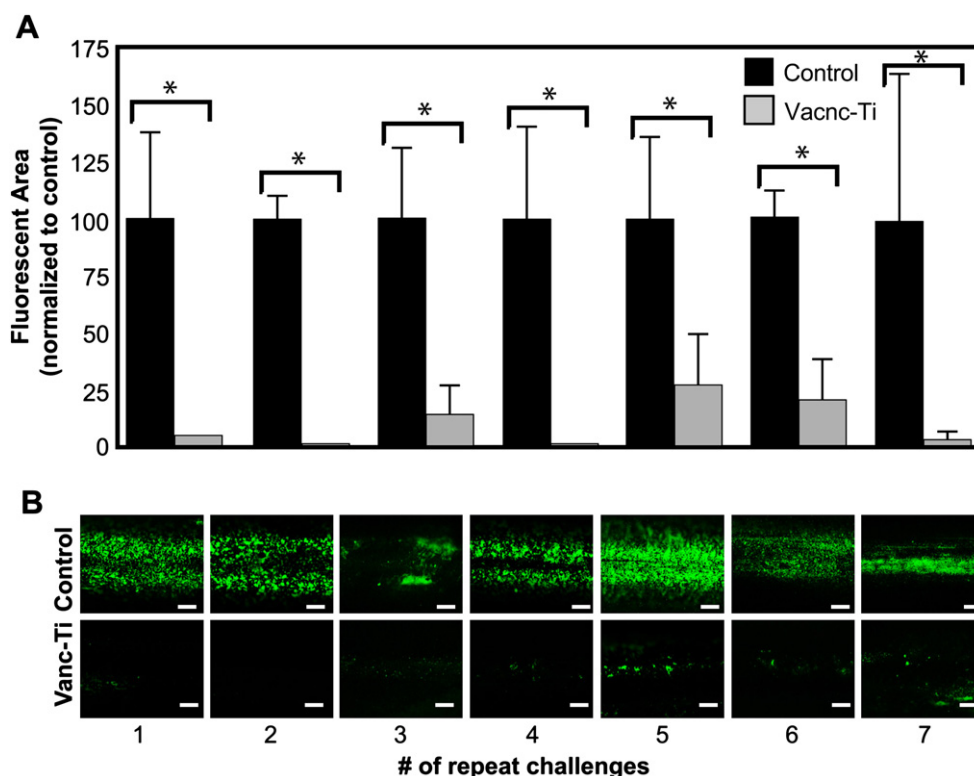 A
175
150
125
100
75
50
25
0
Fluorescent Area
(normalized to control)
* * * * * * *
Control
Vacnc-Ti
B
Control
Vanc-Ti
1 2 3 4 5 6 7
# of repeat challenges